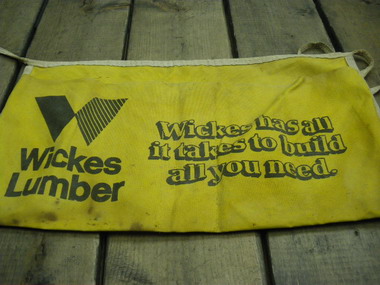 Wickes
Lumber
Wickes has all
it takes to build
all you need.